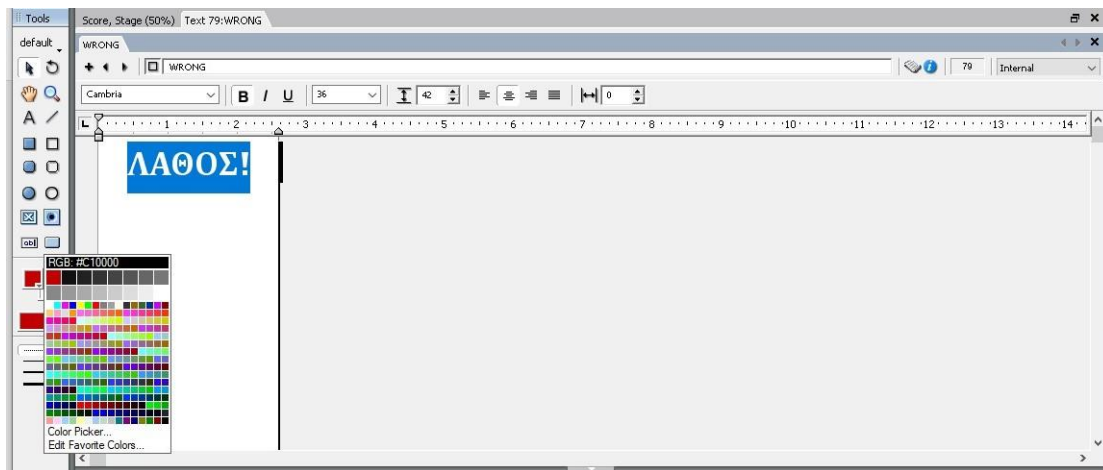 Tools
Score, Stage (50%) Text 79:WRONG
default
WRONG
WRONG 79 Internal
Cambria B I U 36 42 0
A
L 1 2 3 4 5 6 7 8 9 10 11 12 13 14
ΛΑΘΟΣ!
abl
RGB: #C10000
Color Picker...
Edit Favorite Colors...